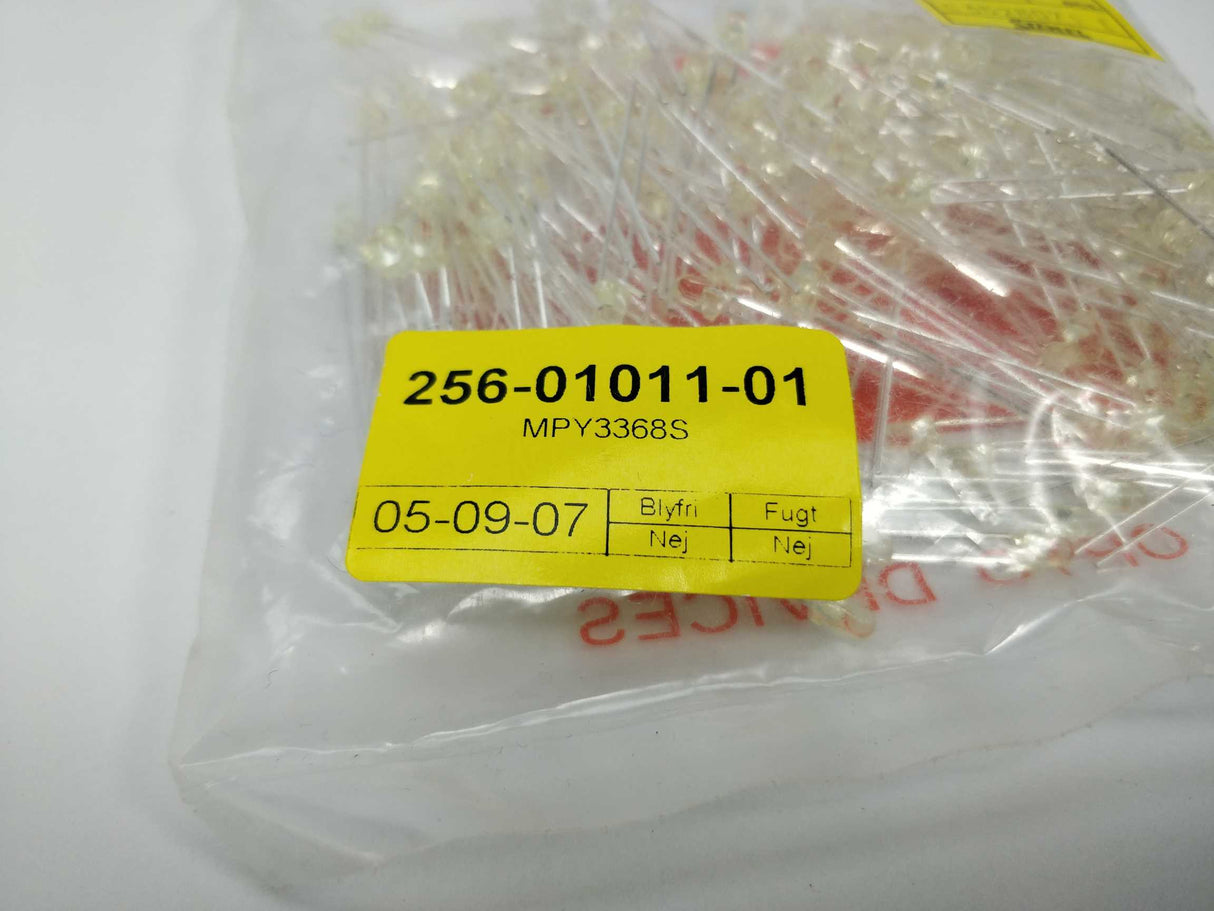 256-01011-01
MPY3368S
05-09-07
Blyfri
Fugt
Nej
Nej
DEVICES